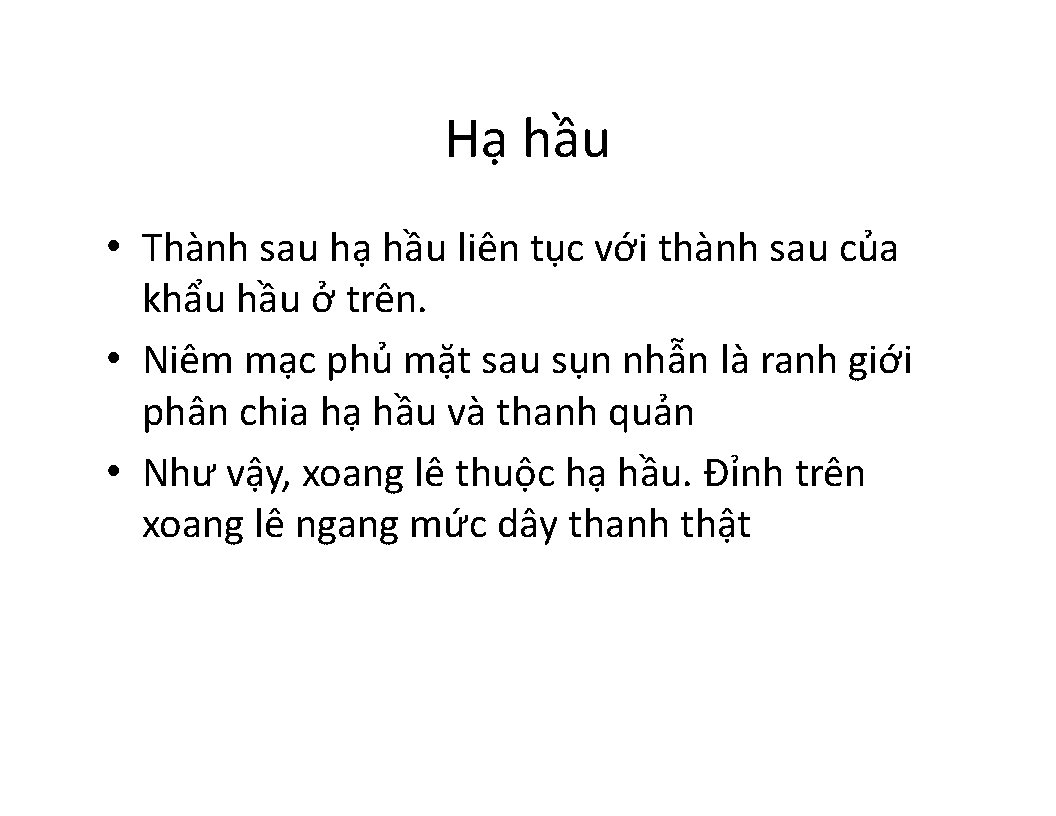 Hạ hầu
• Thành sau hạ hầu liên tục với thành sau của
khẩu hầu ở trên.
• Niêm mạc phủ mặt sau sụn nhẫn là ranh giới
phân chia hạ hầu và thanh quản
• Như vậy, xoang lê thuộc hạ hầu. Đỉnh trên
xoang lê ngang mức dây thanh thật